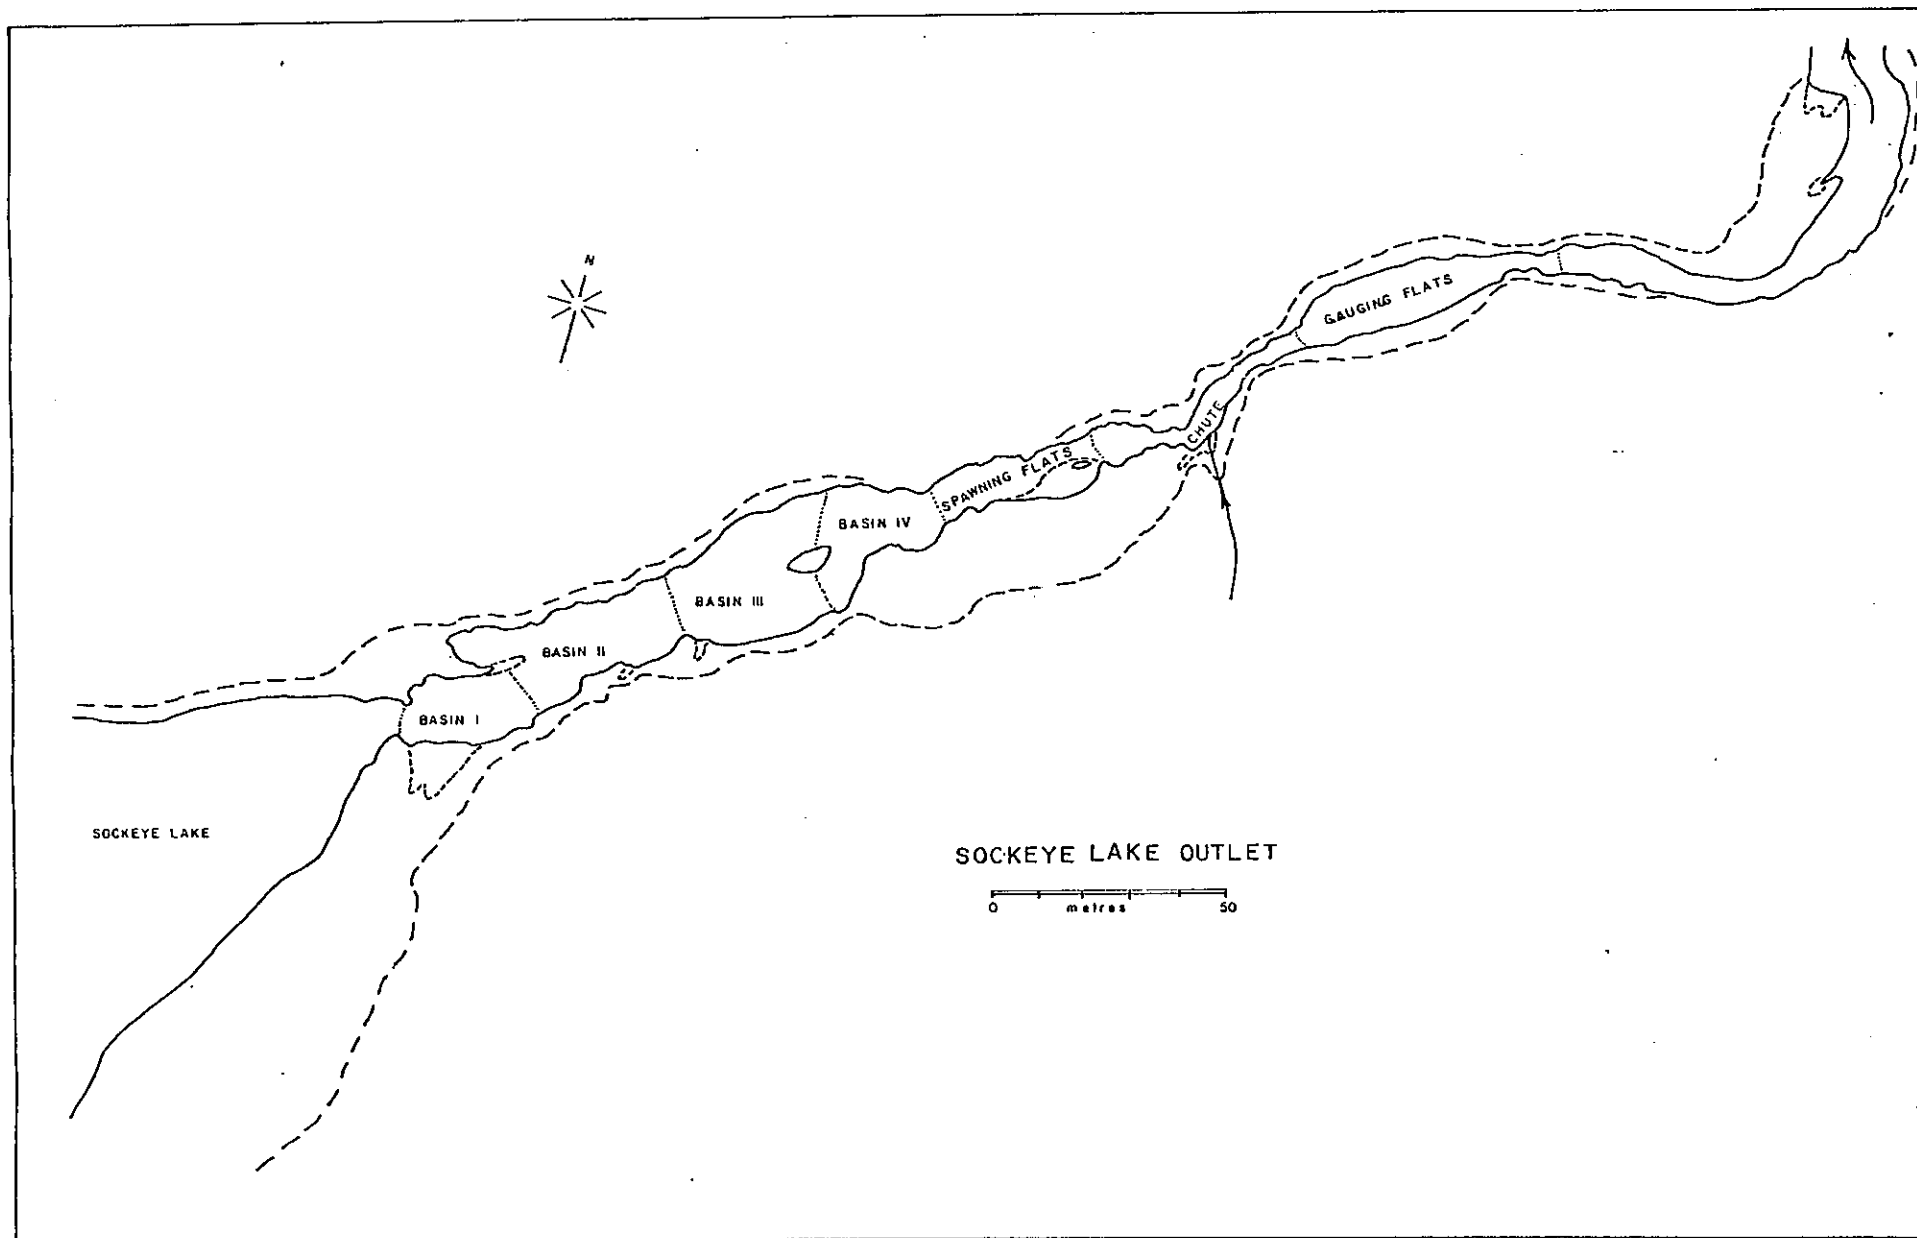 N
GAUGING FLATS
CHUTE
SPAWNING FLATS
BASIN IV
BASIN III
BASIN II
BASIN I
SOCKEYE LAKE
SOCKEYE LAKE OUTLET
0 metres 50